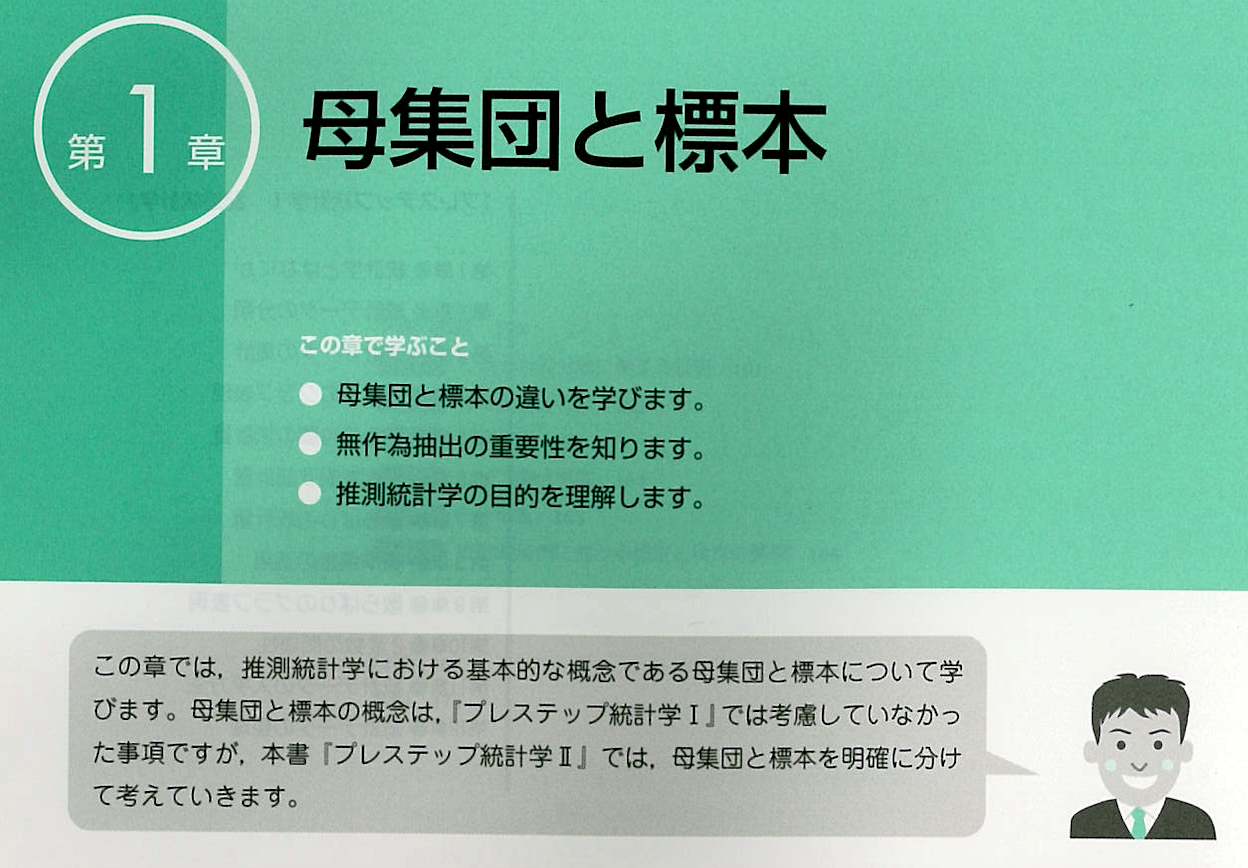 第1章
母集団と標本
この章で学ぶこと
● 母集団と標本の違いを学びます。
● 無作為抽出の重要性を知ります。
● 推測統計学の目的を理解します。
この章では，推測統計学における基本的な概念である母集団と標本について学
びます。母集団と標本の概念は，『プレステップ統計学Ⅰ』では考慮していなかっ
た事項ですが，本書『プレステップ統計学Ⅱ』では，母集団と標本を明確に分け
て考えていきます。